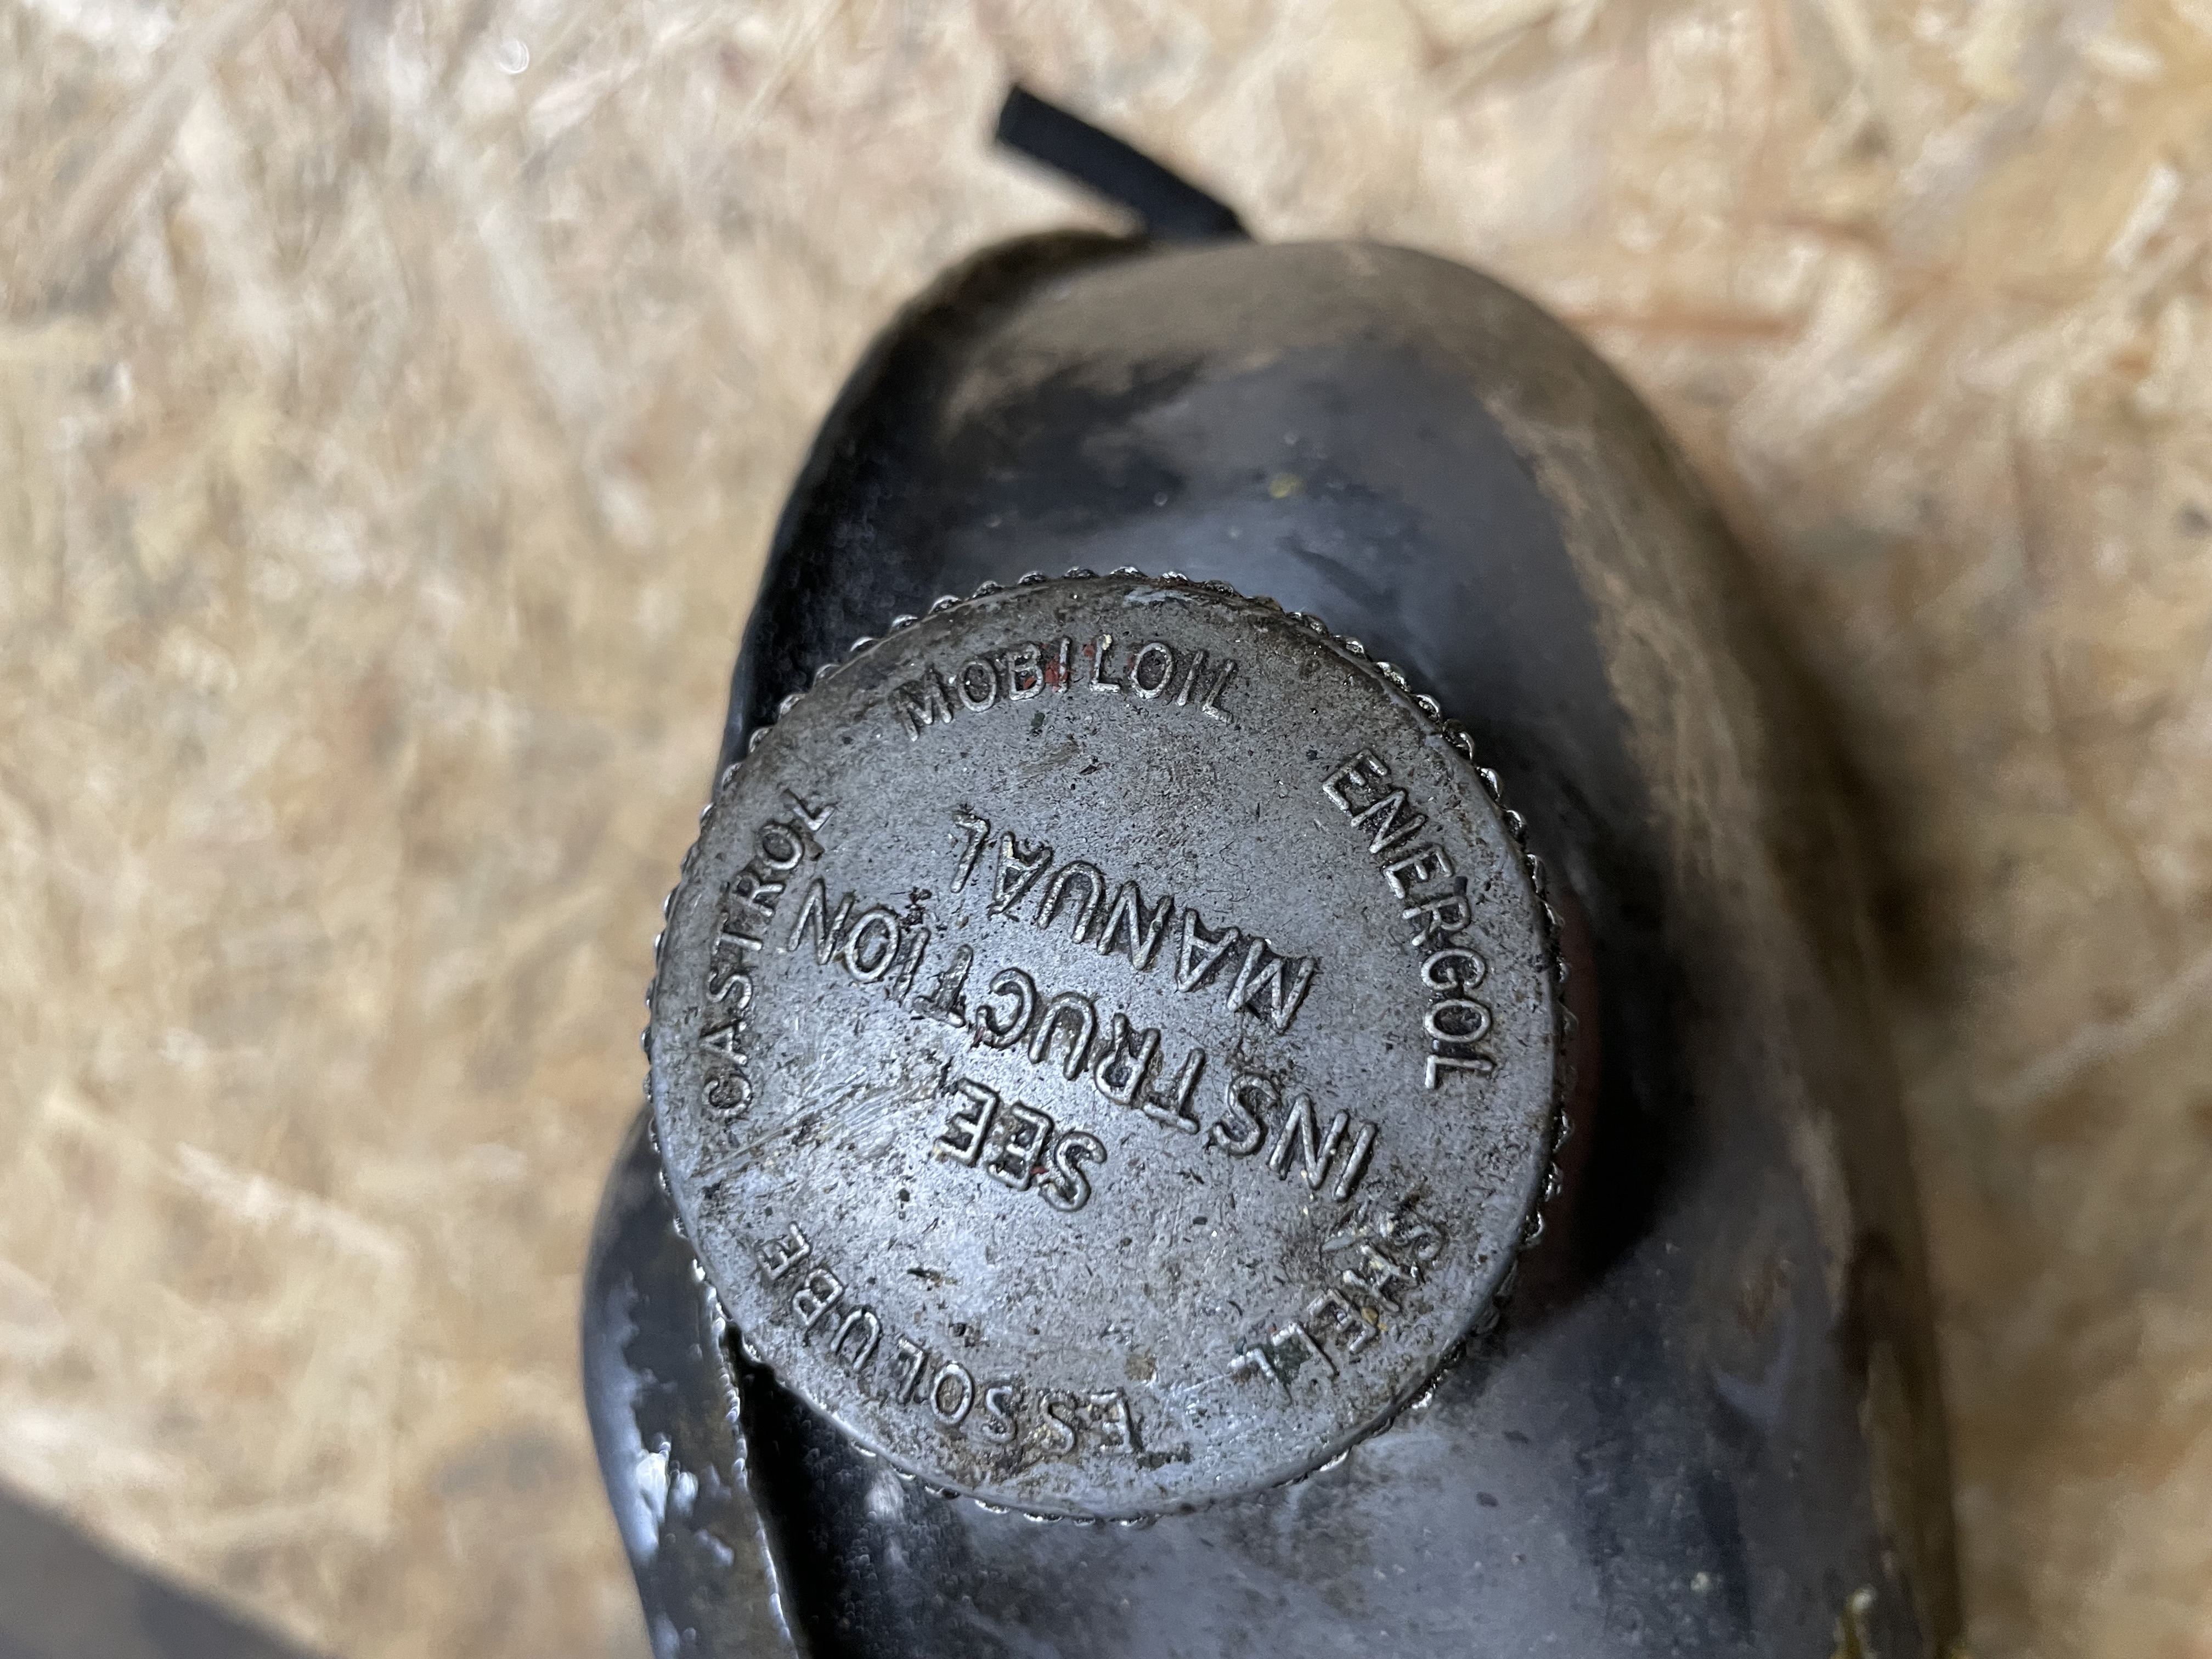 MOBILOIL
ENERGOL
SHELL
ESSOLUBE
CASTROL
SEE
INSTRUCTION
MANUAL